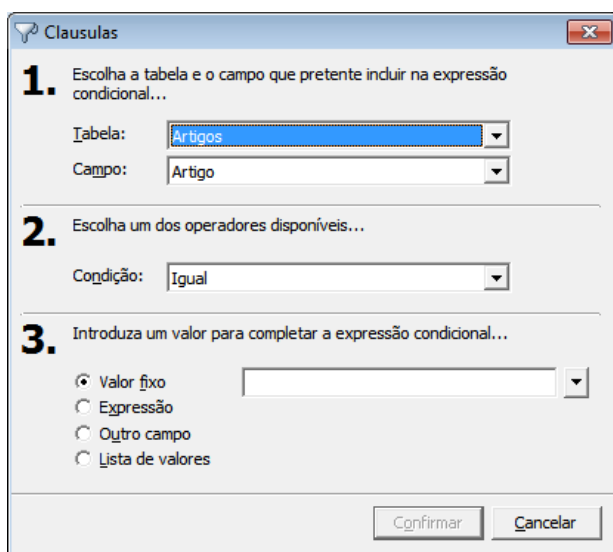 Clausulas
1. Escolha a tabela e o campo que pretente incluir na expressão
condicional...
Tabela: Artigos
Campo: Artigo
2. Escolha um dos operadores disponíveis...
Condição: Igual
3. Introduza um valor para completar a expressão condicional...
Valor fixo
Expressão
Outro campo
Lista de valores
Confirmar Cancelar